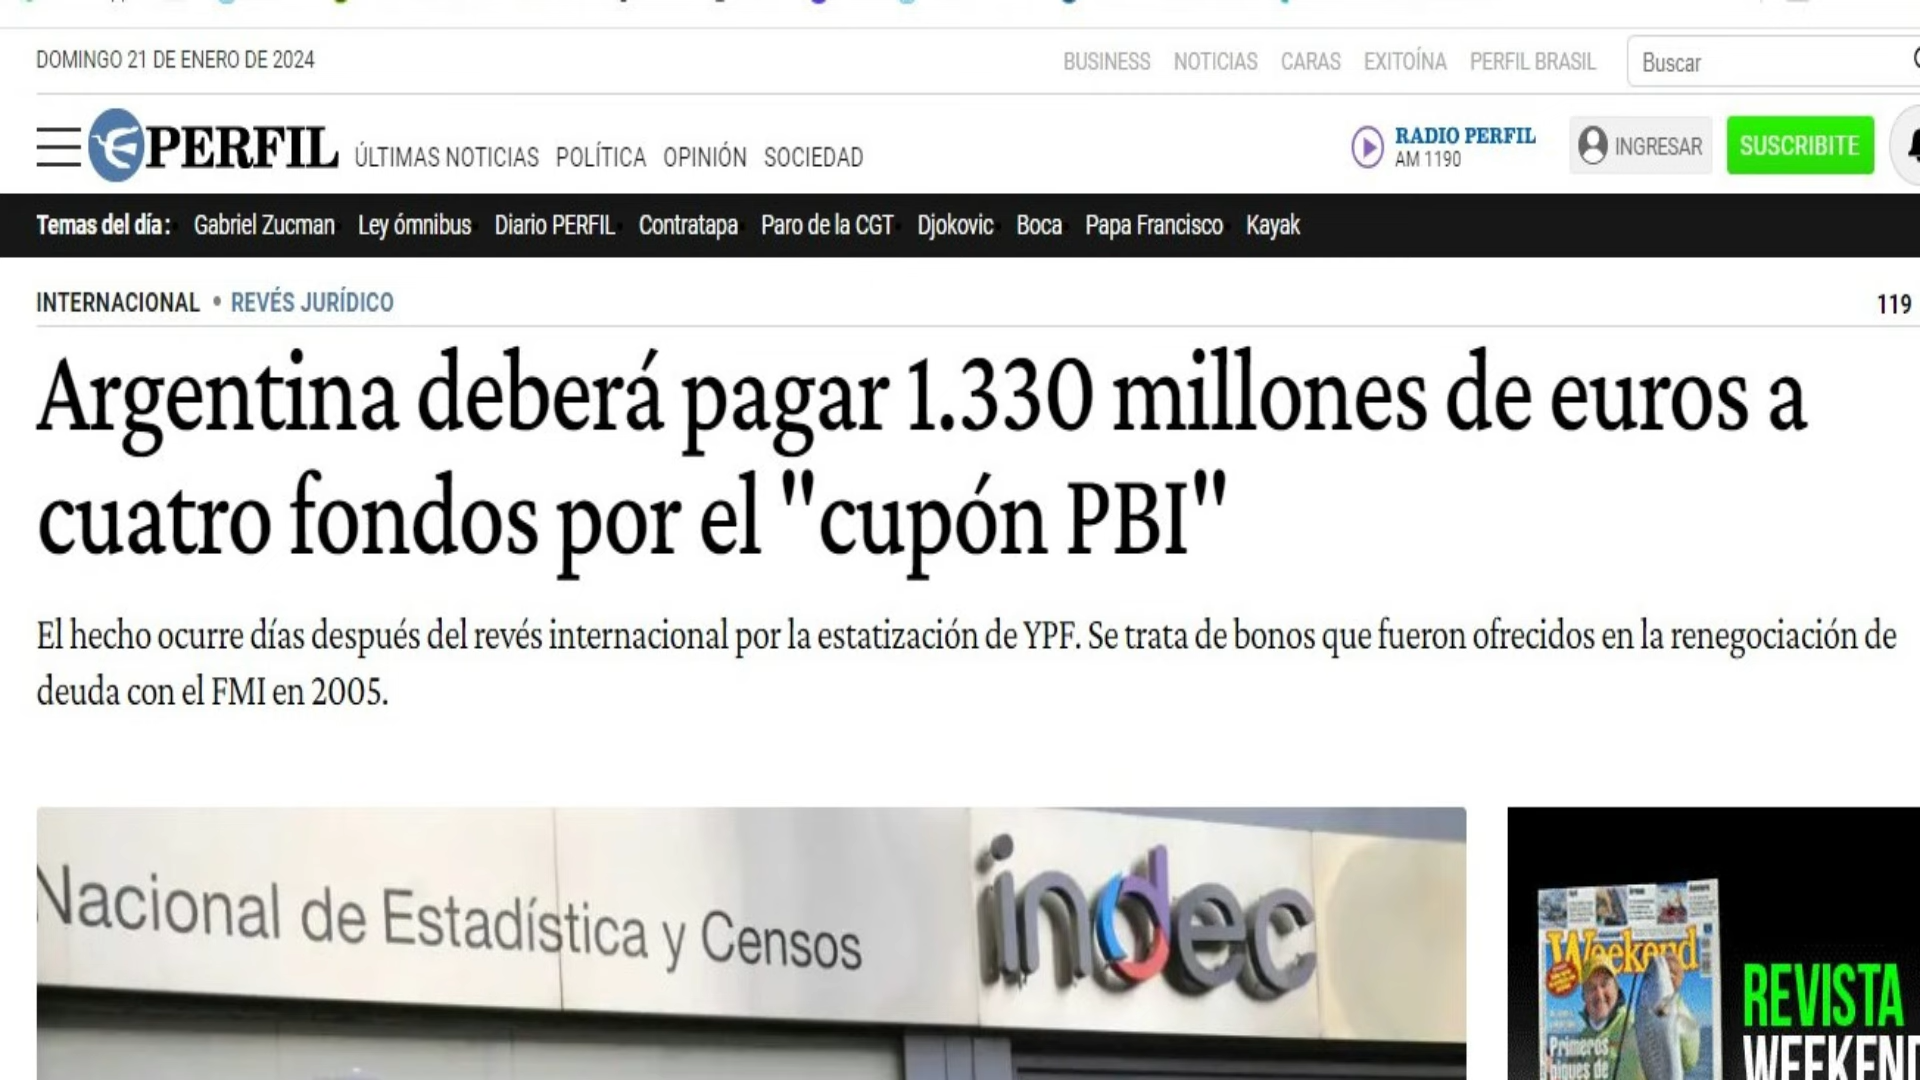 DOMINGO 21 DE ENERO DE 2024
BUSINESS NOTICIAS CARAS EXITOÍNA PERFIL BRASIL
Buscar
PERFIL
ÚLTIMAS NOTICIAS POLÍTICA OPINIÓN SOCIEDAD
RADIO PERFIL
AM 1190
INGRESAR
SUSCRIBITE
Temas del día: Gabriel Zucman Ley ómnibus Diario PERFIL Contratapa Paro de la CGT Djokovic Boca Papa Francisco Kayak
INTERNACIONAL • REVÉS JURÍDICO
119
Argentina deberá pagar 1.330 millones de euros a
cuatro fondos por el "cupón PBI"
El hecho ocurre días después del revés internacional por la estatización de YPF. Se trata de bonos que fueron ofrecidos en la renegociación de
deuda con el FMI en 2005.
Nacional de Estadística y Censos
indec
Weekend
Primeros
piques de
REVISTA
WEEKEND